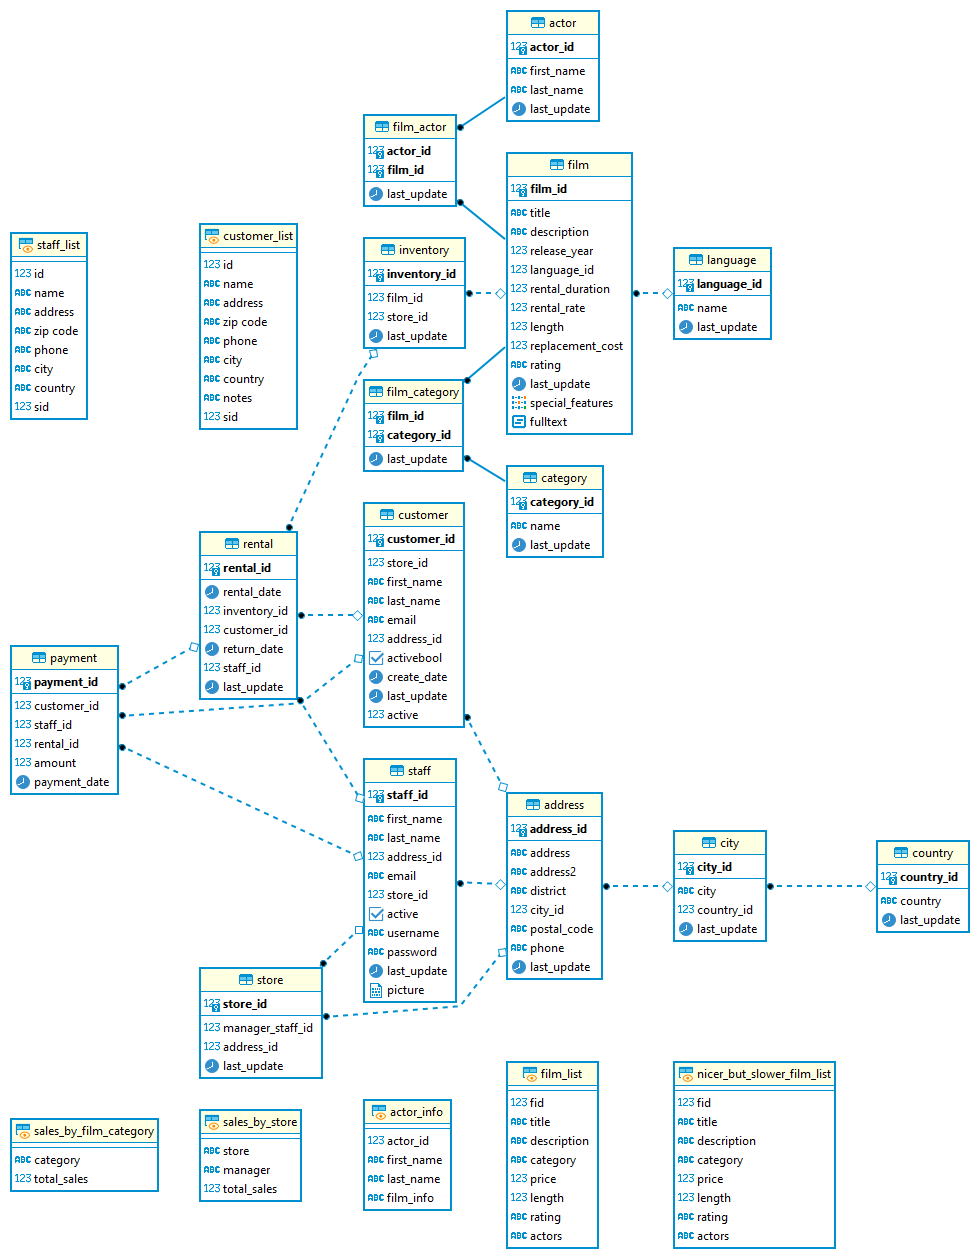 actor
123 actor_id
ABC first_name
ABC last_name
last_update
film_actor
123 actor_id
123 film_id
last_update
film
123 film_id
ABC title
ABC description
123 release_year
123 language_id
123 rental_duration
123 rental_rate
123 length
123 replacement_cost
ABC rating
last_update
special_features
fulltext
staff_list
123 id
ABC name
ABC address
ABC zip code
ABC phone
ABC city
ABC country
123 sid
customer_list
123 id
ABC name
ABC address
ABC zip code
ABC phone
ABC city
ABC country
ABC notes
123 sid
inventory
123 inventory_id
123 film_id
123 store_id
last_update
language
123 language_id
ABC name
last_update
film_category
123 film_id
123 category_id
last_update
category
123 category_id
ABC name
last_update
customer
123 customer_id
123 store_id
ABC first_name
ABC last_name
ABC email
123 address_id
activebool
create_date
last_update
123 active
rental
123 rental_id
rental_date
123 inventory_id
123 customer_id
return_date
123 staff_id
last_update
payment
123 payment_id
123 customer_id
123 staff_id
123 rental_id
123 amount
payment_date
staff
123 staff_id
ABC first_name
ABC last_name
123 address_id
ABC email
123 store_id
active
ABC username
ABC password
last_update
picture
address
123 address_id
ABC address
ABC address2
ABC district
123 city_id
ABC postal_code
ABC phone
last_update
city
123 city_id
ABC city
123 country_id
last_update
country
123 country_id
ABC country
last_update
store
123 store_id
123 manager_staff_id
123 address_id
last_update
sales_by_film_category
ABC category
123 total_sales
sales_by_store
ABC store
ABC manager
123 total_sales
actor_info
123 actor_id
ABC first_name
ABC last_name
ABC film_info
film_list
123 fid
ABC title
ABC description
ABC category
123 price
123 length
ABC rating
ABC actors
nicer_but_slower_film_list
123 fid
ABC title
ABC description
ABC category
123 price
123 length
ABC rating
ABC actors